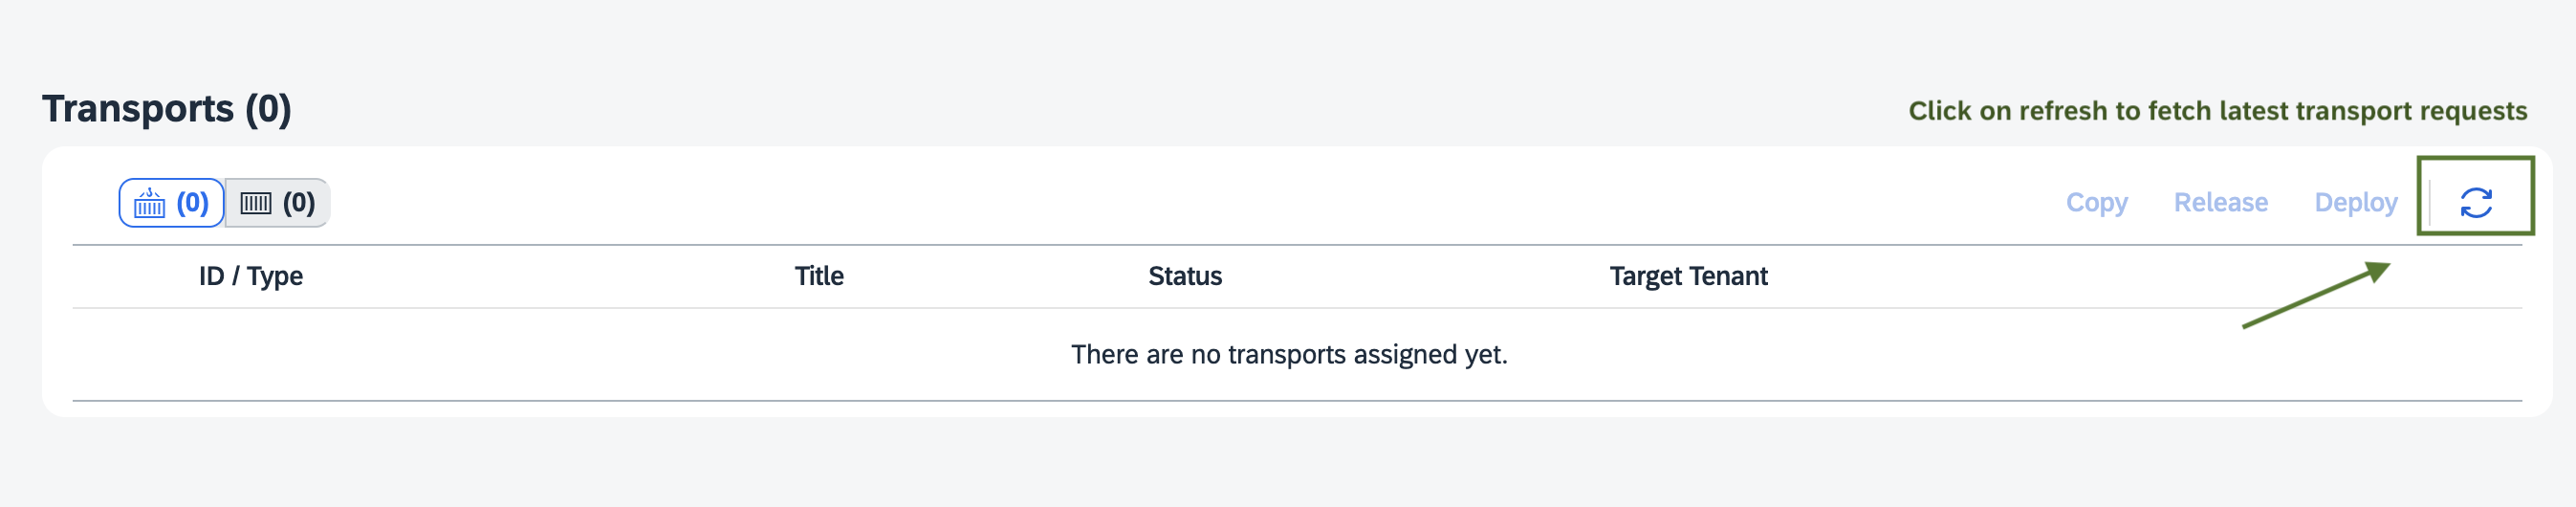 Transports (0)
Click on refresh to fetch latest transport requests
(0) (0) Copy Release Deploy
ID / Type Title Status Target Tenant
There are no transports assigned yet.